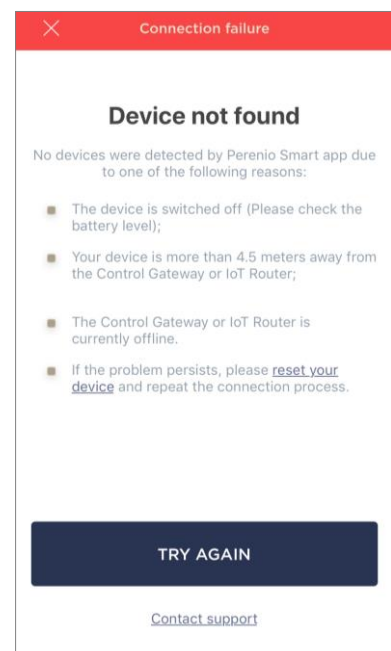 Connection failure
Device not found
No devices were detected by Perenio Smart app due
to one of the following reasons:
The device is switched off (Please check the
battery level);
Your device is more than 4.5 meters away from
the Control Gateway or IoT Router;
The Control Gateway or IoT Router is
currently offline.
If the problem persists, please reset your
device and repeat the connection process.
TRY AGAIN
Contact support